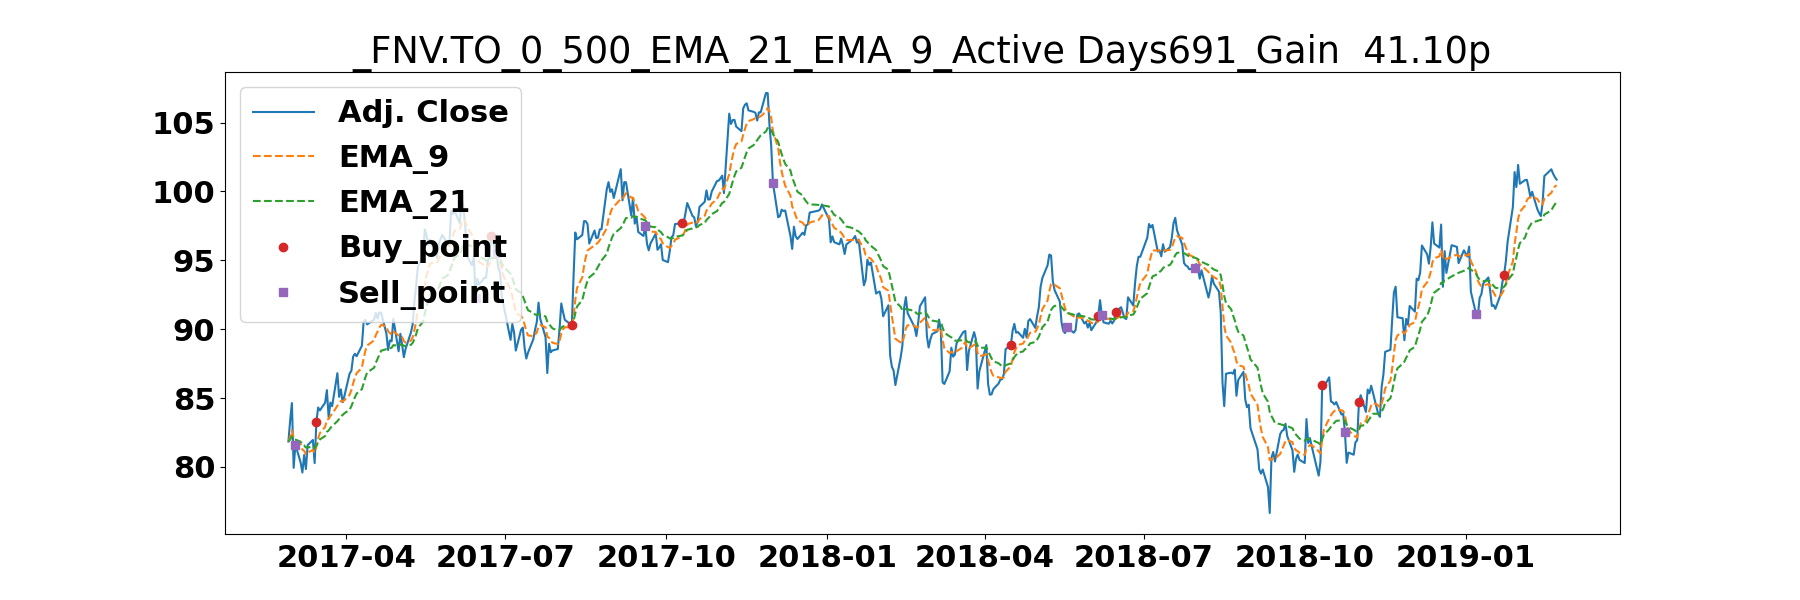 _FNV.TO_0_500_EMA_21_EMA_9_Active Days691_Gain  41.10p
105
100
95
90
85
80
Adj. Close
EMA_9
EMA_21
Buy_point
Sell_point
2017-04 2017-07 2017-10 2018-01 2018-04 2018-07 2018-10 2019-01